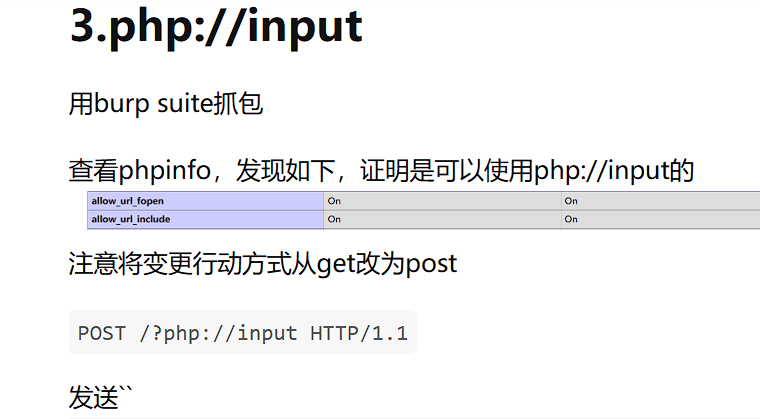 3.php://input
用burp suite抓包
查看phpinfo，发现如下，证明是可以使用php://input的
allow_url_fopen On On
allow_url_include On On
注意将变更行动方式从get改为post
POST /?php://input HTTP/1.1
发送``